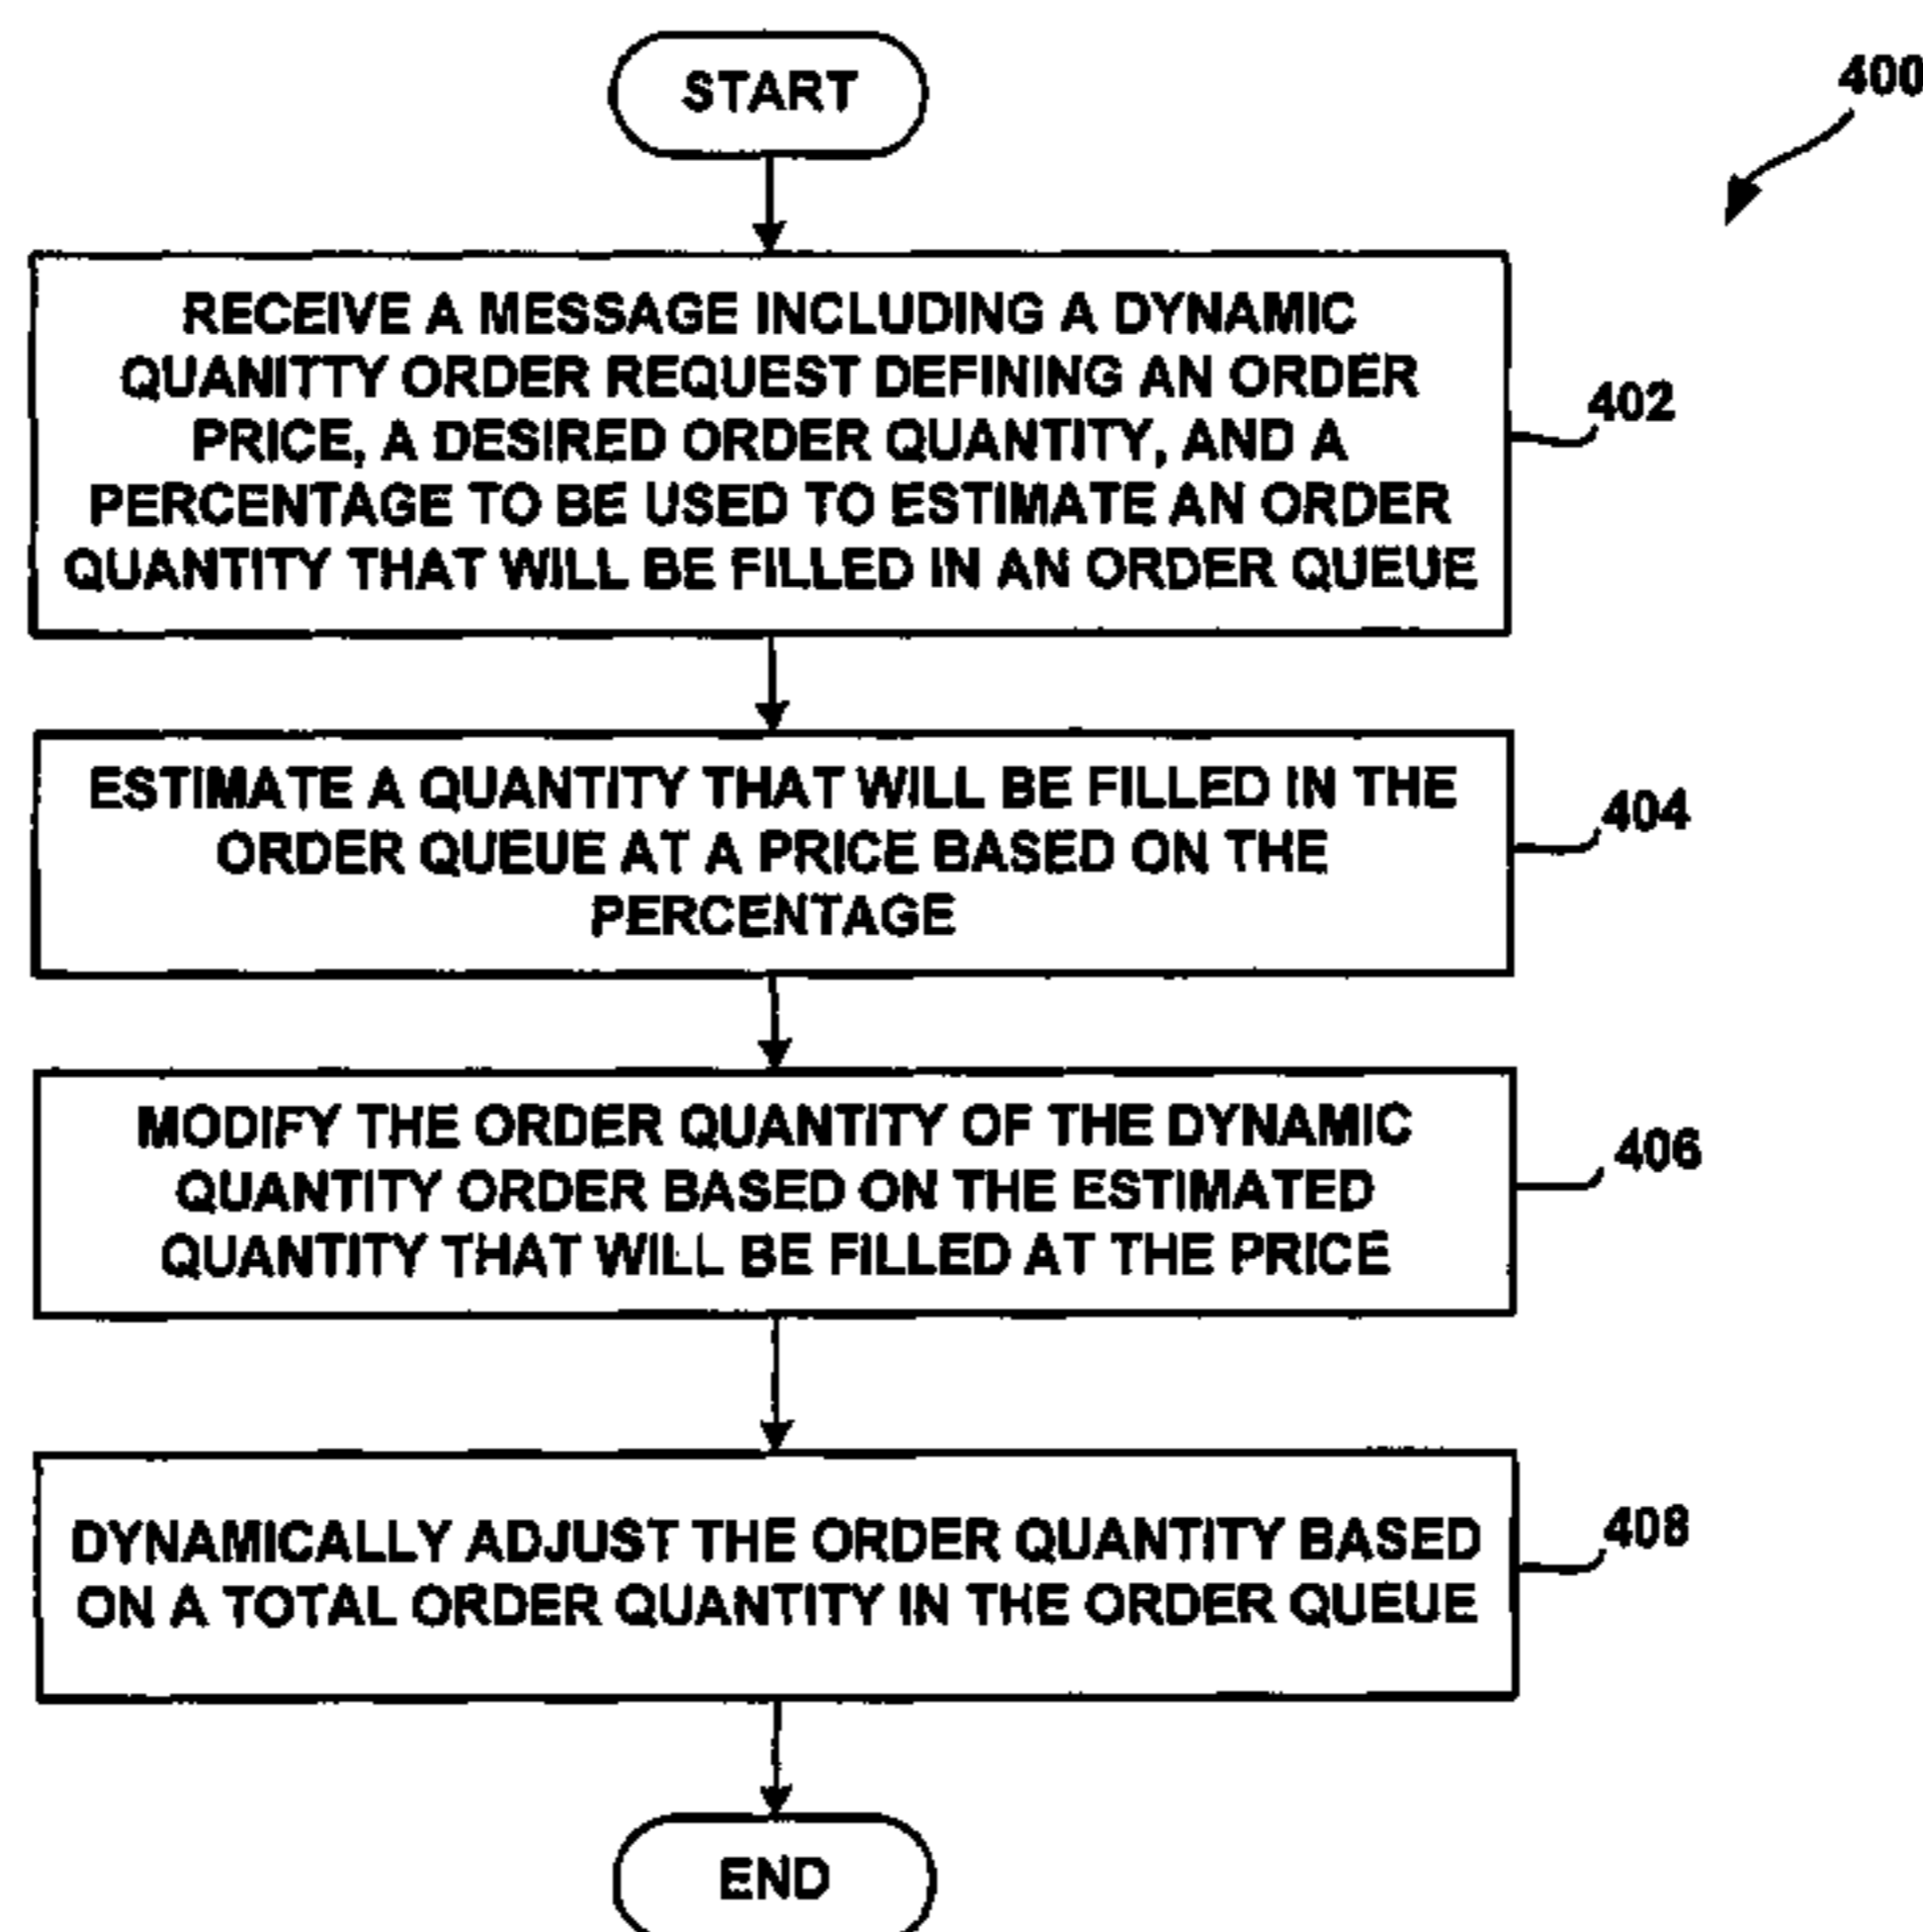 START
400
RECEIVE A MESSAGE INCLUDING A DYNAMIC
QUANITTY ORDER REQUEST DEFINING AN ORDER
PRICE, A DESIRED ORDER QUANTITY, AND A
PERCENTAGE TO BE USED TO ESTIMATE AN ORDER
QUANTITY THAT WILL BE FILLED IN AN ORDER QUEUE
402
ESTIMATE A QUANTITY THAT WILL BE FILLED IN THE
ORDER QUEUE AT A PRICE BASED ON THE
PERCENTAGE
404
MODIFY THE ORDER QUANTITY OF THE DYNAMIC
QUANTITY ORDER BASED ON THE ESTIMATED
QUANTITY THAT WILL BE FILLED AT THE PRICE
406
DYNAMICALLY ADJUST THE ORDER QUANTITY BASED
ON A TOTAL ORDER QUANTITY IN THE ORDER QUEUE
408
END